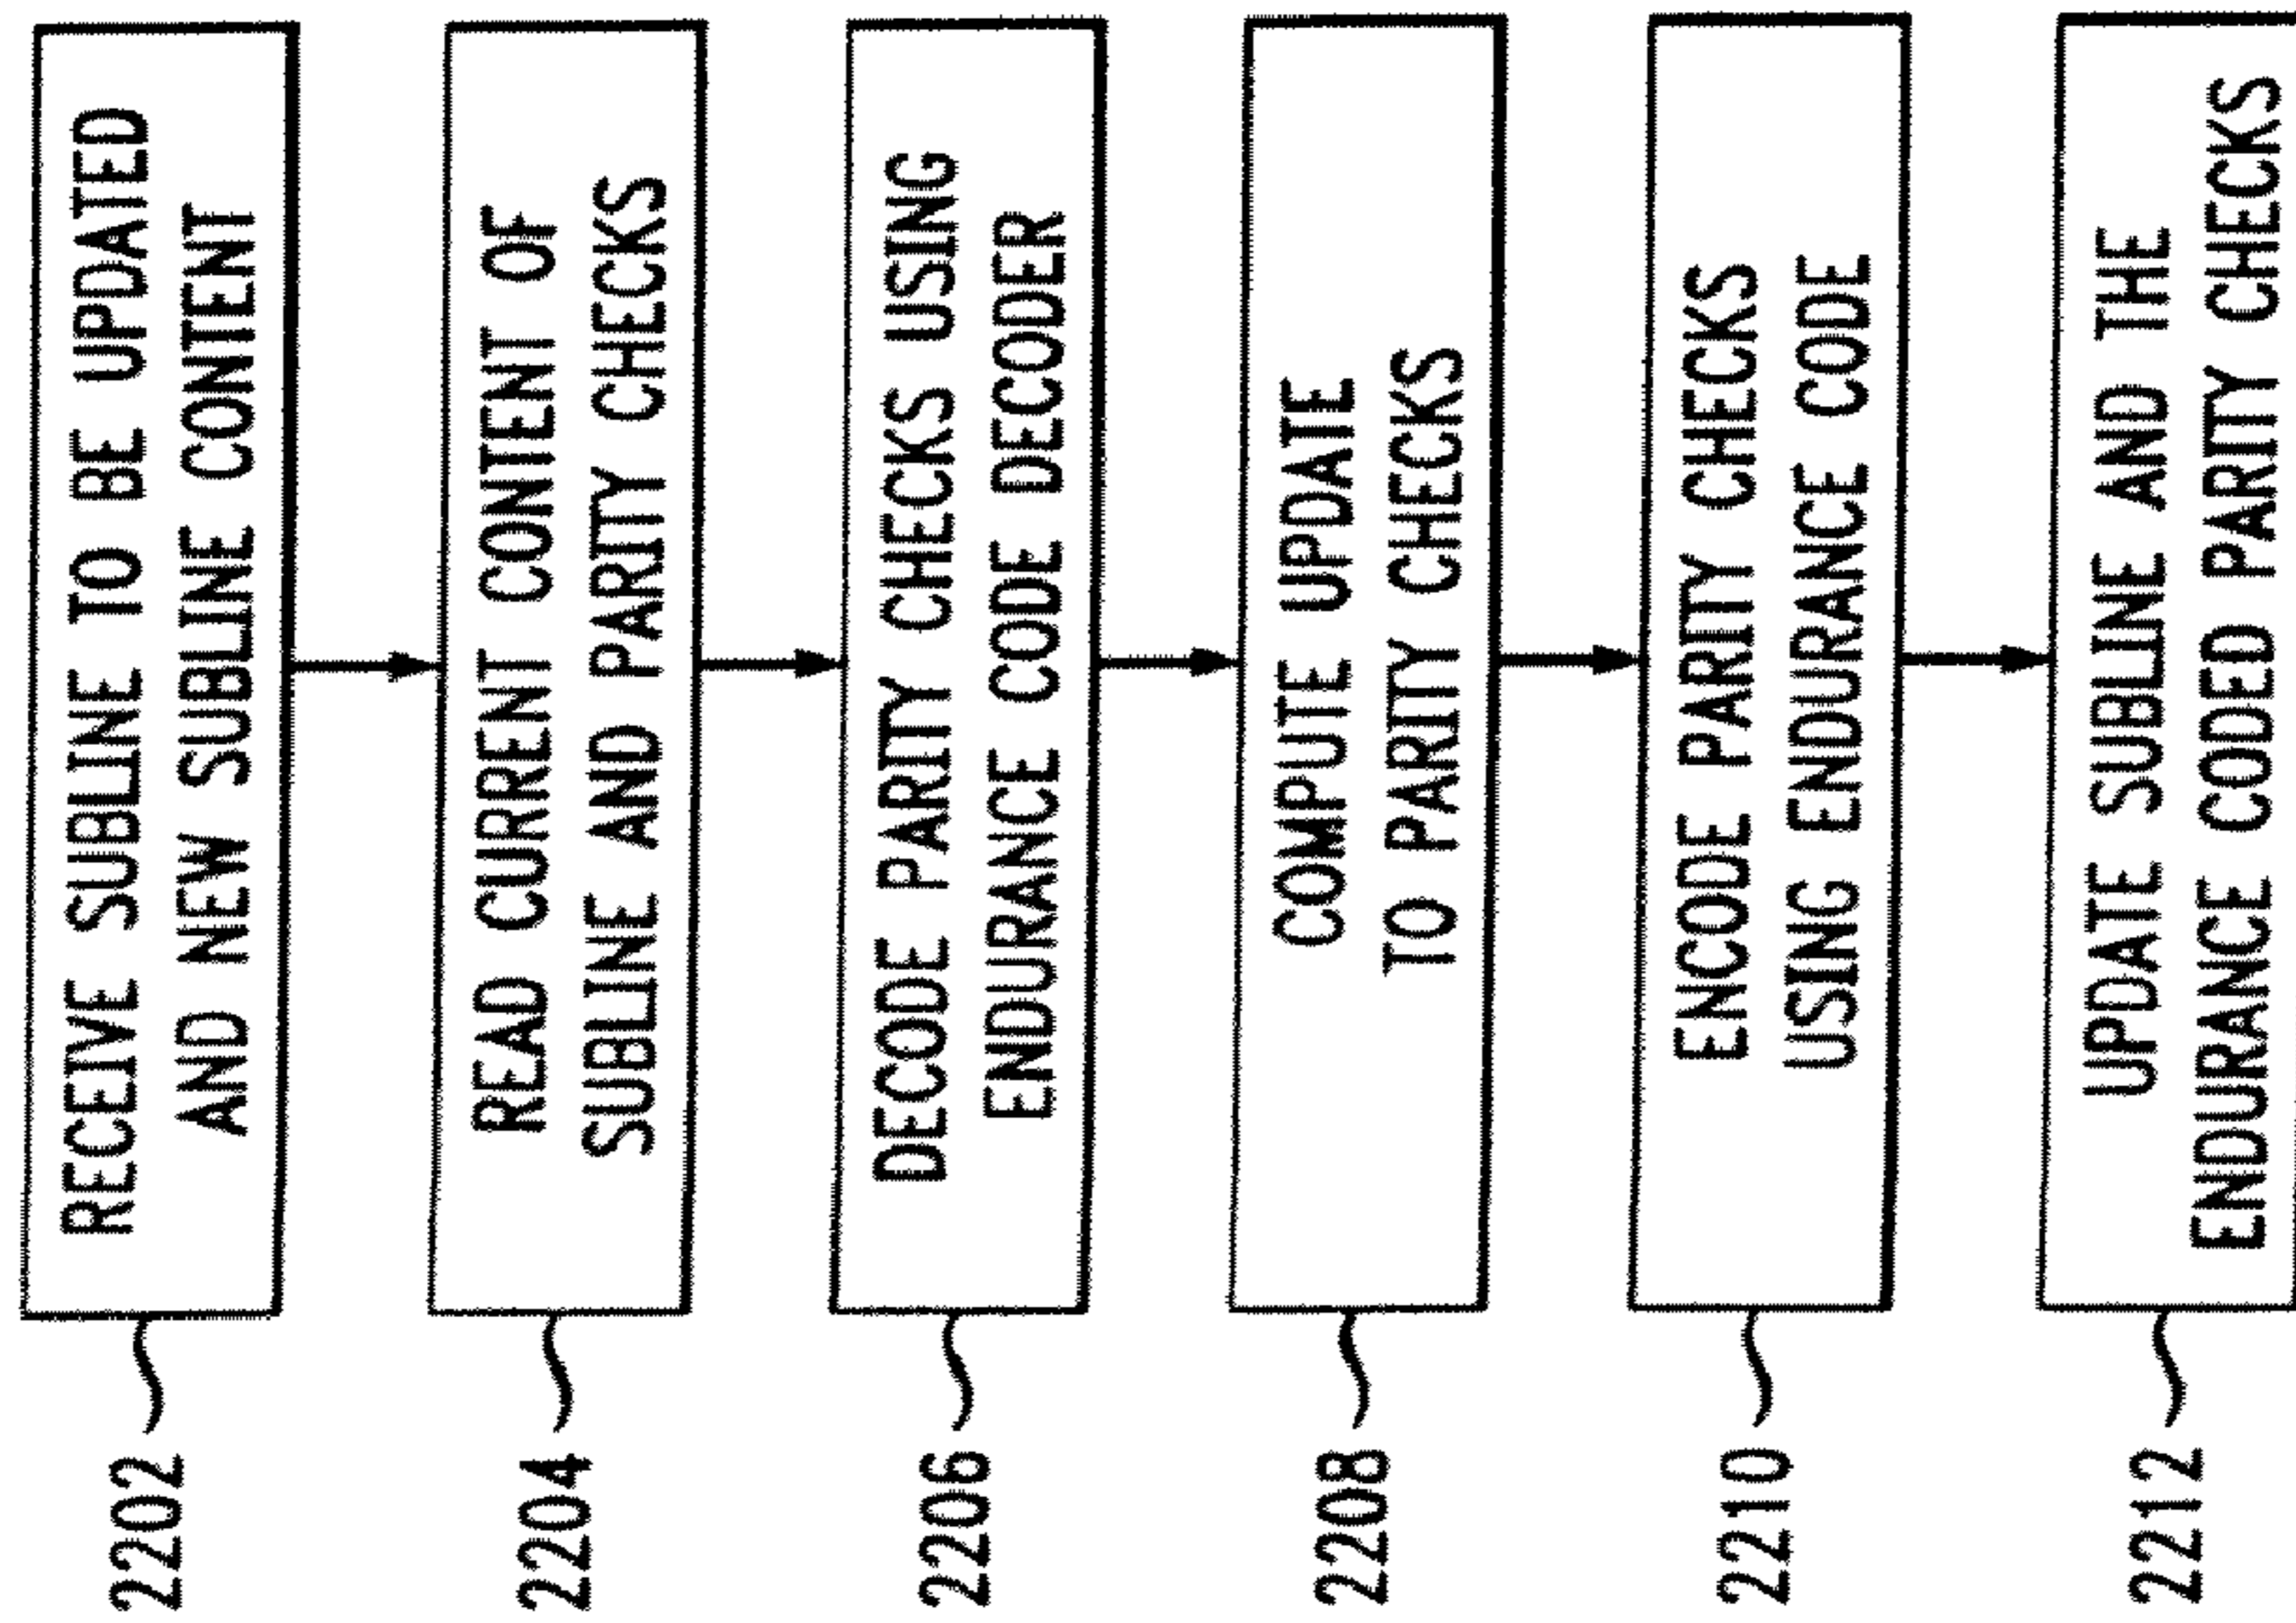 2202
RECEIVE SUBLINE TO BE UPDATED
AND NEW SUBLINE CONTENT
2204
READ CURRENT CONTENT OF
SUBLINE AND PARITY CHECKS
2206
DECODE PARITY CHECKS USING
ENDURANCE CODE DECODER
2208
COMPUTE UPDATE
TO PARITY CHECKS
2210
ENCODE PARITY CHECKS
USING ENDURANCE CODE
2212
UPDATE SUBLINE AND THE
ENDURANCE CODED PARITY CHECKS